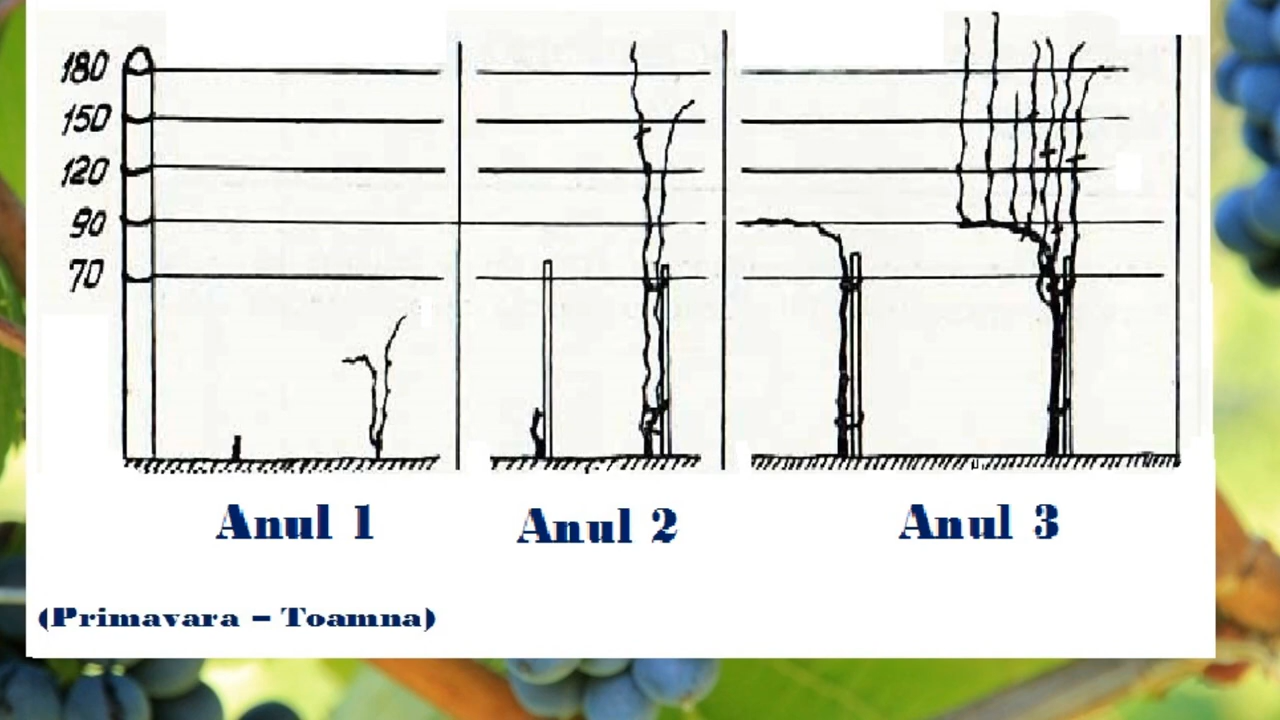 180
150
120
90
70
Anul 1
Anul 2
Anul 3
(Primavara – Toamna)